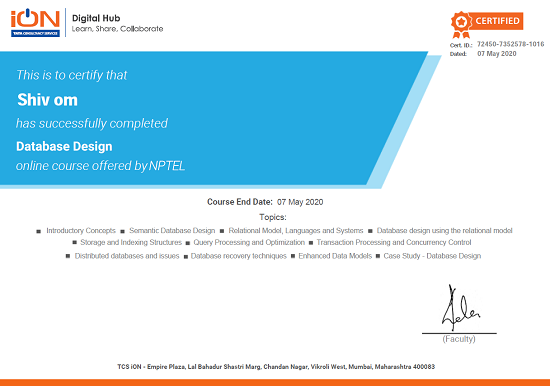 iON
TATA CONSULTANCY SERVICES
Digital Hub
Learn, Share, Collaborate
CERTIFIED
Cert. ID.: 72450-7352578-1016
Dated: 07 May 2020
This is to certify that
Shiv om
has successfully completed
Database Design
online course offered by NPTEL
Course End Date: 07 May 2020
Topics:
■ Introductory Concepts ■ Semantic Database Design ■ Relational Model, Languages and Systems ■ Database design using the relational model
■ Storage and Indexing Structures ■ Query Processing and Optimization ■ Transaction Processing and Concurrency Control
■ Distributed databases and issues ■ Database recovery techniques ■ Enhanced Data Models ■ Case Study - Database Design
(Faculty)
TCS iON - Empire Plaza, Lal Bahadur Shastri Marg, Chandan Nagar, Vikroli West, Mumbai, Maharashtra 400083